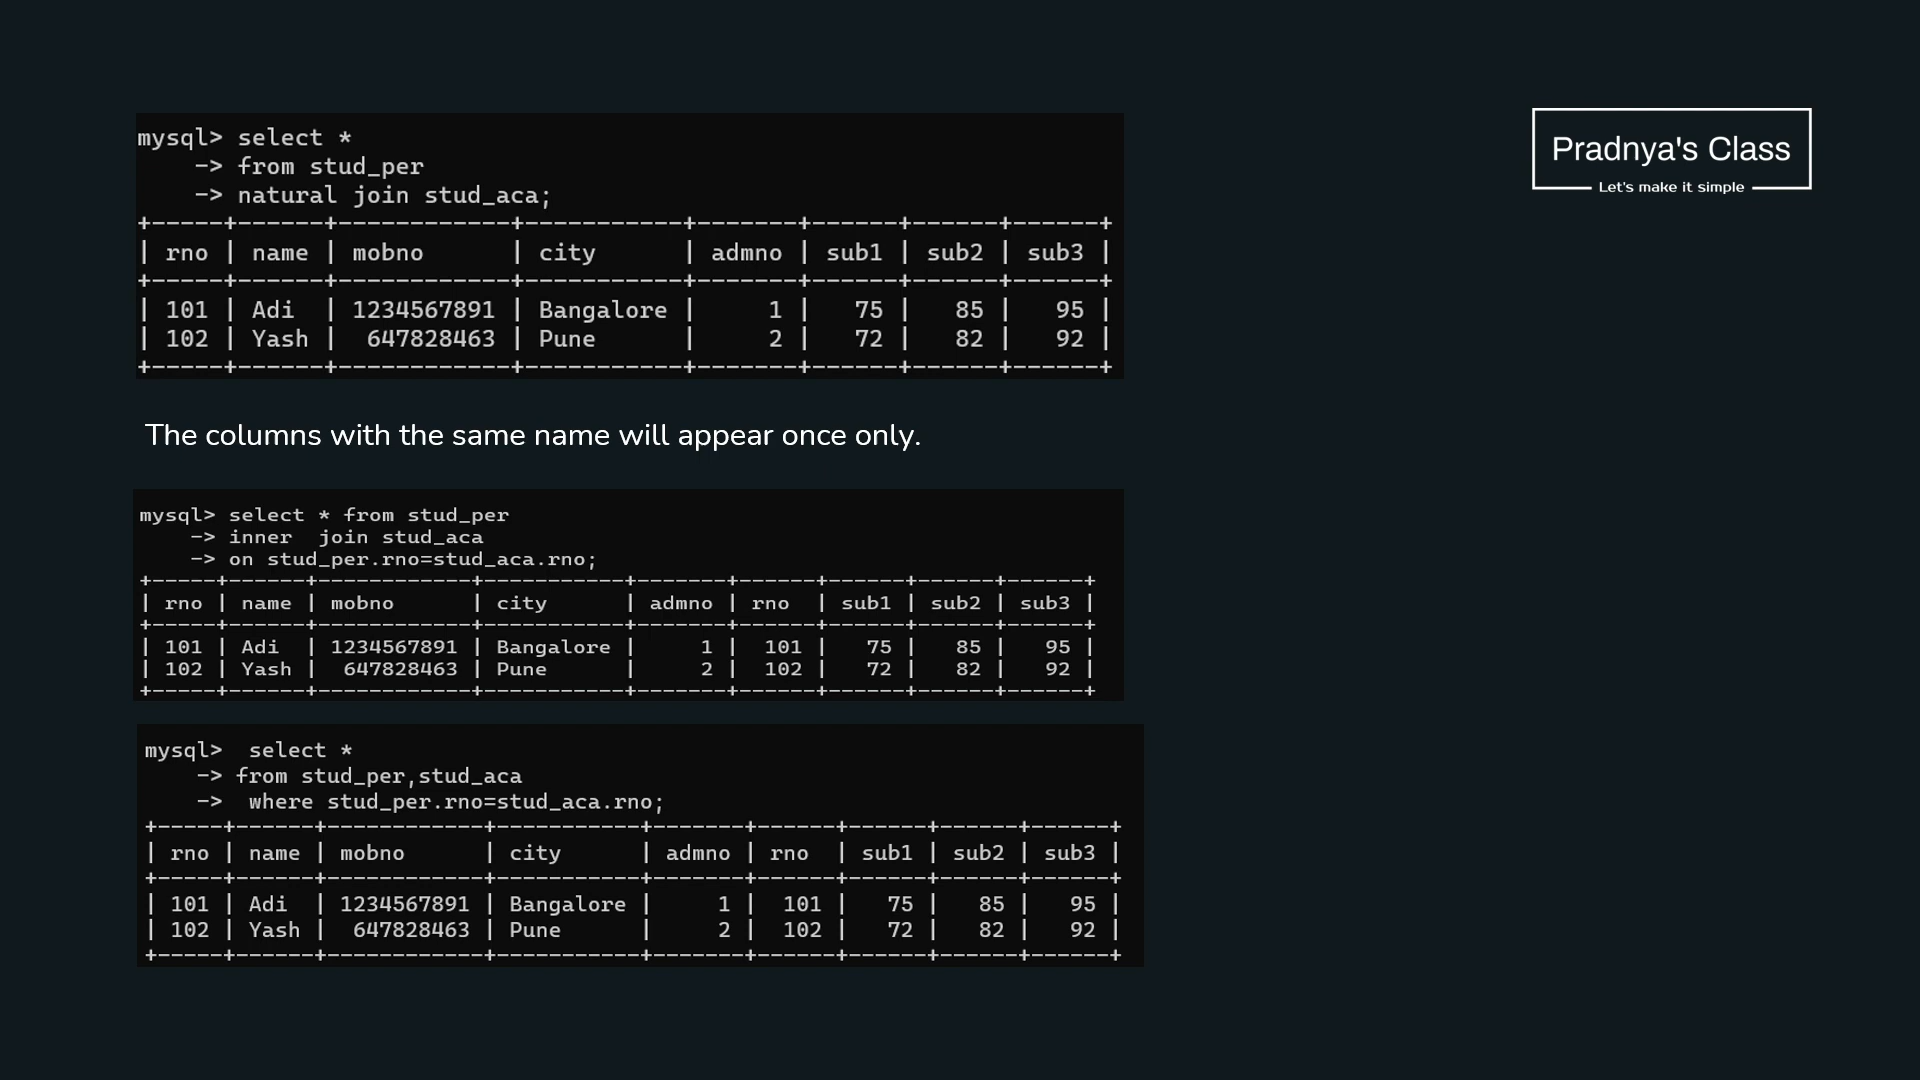 mysql> select *
    -> from stud_per
    -> natural join stud_aca;
+-----+------+------------+-----------+-------+------+------+------+
| rno | name | mobno      | city      | admno | sub1 | sub2 | sub3 |
+-----+------+------------+-----------+-------+------+------+------+
| 101 | Adi  | 1234567891 | Bangalore |     1 |   75 |   85 |   95 |
| 102 | Yash |  647828463 | Pune      |     2 |   72 |   82 |   92 |
+-----+------+------------+-----------+-------+------+------+------+
Pradnya's Class
Let's make it simple
The columns with the same name will appear once only.
mysql> select * from stud_per
    -> inner  join stud_aca
    -> on stud_per.rno=stud_aca.rno;
+-----+------+------------+-----------+-------+------+------+------+------+
| rno | name | mobno      | city      | admno | rno  | sub1 | sub2 | sub3 |
+-----+------+------------+-----------+-------+------+------+------+------+
| 101 | Adi  | 1234567891 | Bangalore |     1 |  101 |   75 |   85 |   95 |
| 102 | Yash |  647828463 | Pune      |     2 |  102 |   72 |   82 |   92 |
+-----+------+------------+-----------+-------+------+------+------+------+
mysql>  select *
    -> from stud_per,stud_aca
    ->  where stud_per.rno=stud_aca.rno;
+-----+------+------------+-----------+-------+------+------+------+------+
| rno | name | mobno      | city      | admno | rno  | sub1 | sub2 | sub3 |
+-----+------+------------+-----------+-------+------+------+------+------+
| 101 | Adi  | 1234567891 | Bangalore |     1 |  101 |   75 |   85 |   95 |
| 102 | Yash |  647828463 | Pune      |     2 |  102 |   72 |   82 |   92 |
+-----+------+------------+-----------+-------+------+------+------+------+